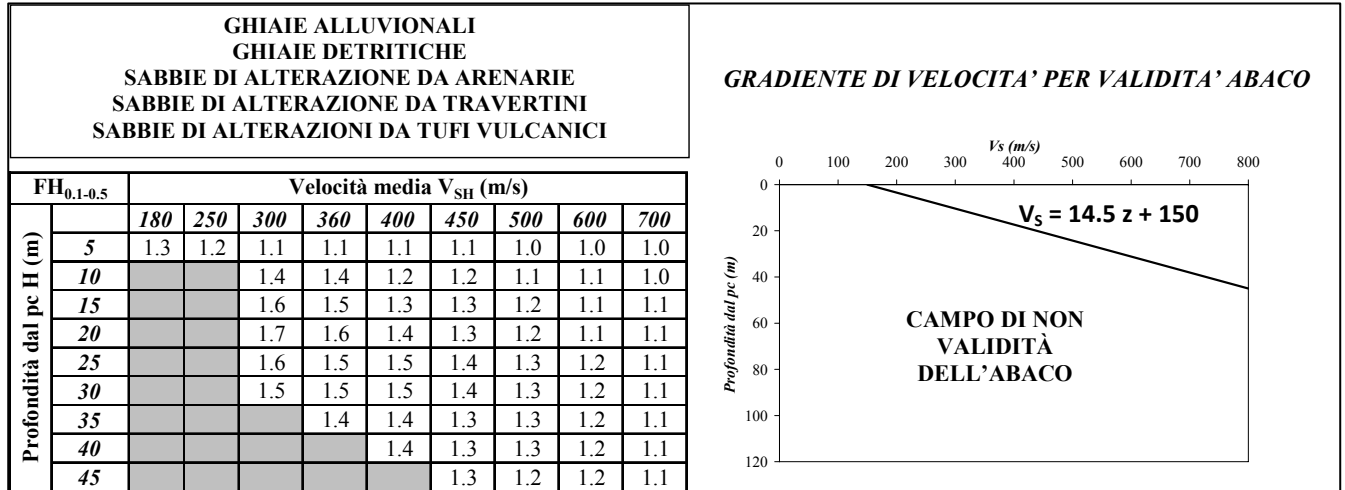 GHIAIE ALLUVIONALI
GHIAIE DETRITICHE
SABBIE DI ALTERAZIONE DA ARENARIE
SABBIE DI ALTERAZIONE DA TRAVERTINI
SABBIE DI ALTERAZIONI DA TUFI VULCANICI
FH0.1-0.5 Velocità media VSH (m/s)
180 250 300 360 400 450 500 600 700
Profondità dal pc H (m)
5 1.3 1.2 1.1 1.1 1.1 1.1 1.0 1.0 1.0
10 1.4 1.4 1.2 1.2 1.1 1.1 1.0
15 1.6 1.5 1.3 1.3 1.2 1.1 1.1
20 1.7 1.6 1.4 1.3 1.2 1.1 1.1
25 1.6 1.5 1.5 1.4 1.3 1.2 1.1
30 1.5 1.5 1.5 1.4 1.3 1.2 1.1
35 1.4 1.4 1.3 1.3 1.2 1.1
40 1.4 1.3 1.3 1.2 1.1
45 1.3 1.2 1.2 1.1
GRADIENTE DI VELOCITA' PER VALIDITA' ABACO
Vs (m/s)
0 100 200 300 400 500 600 700 800
0
20
40
60
80
100
120
Profondità dal pc (m)
VS = 14.5 z + 150
CAMPO DI NON
VALIDITÀ
DELL'ABACO